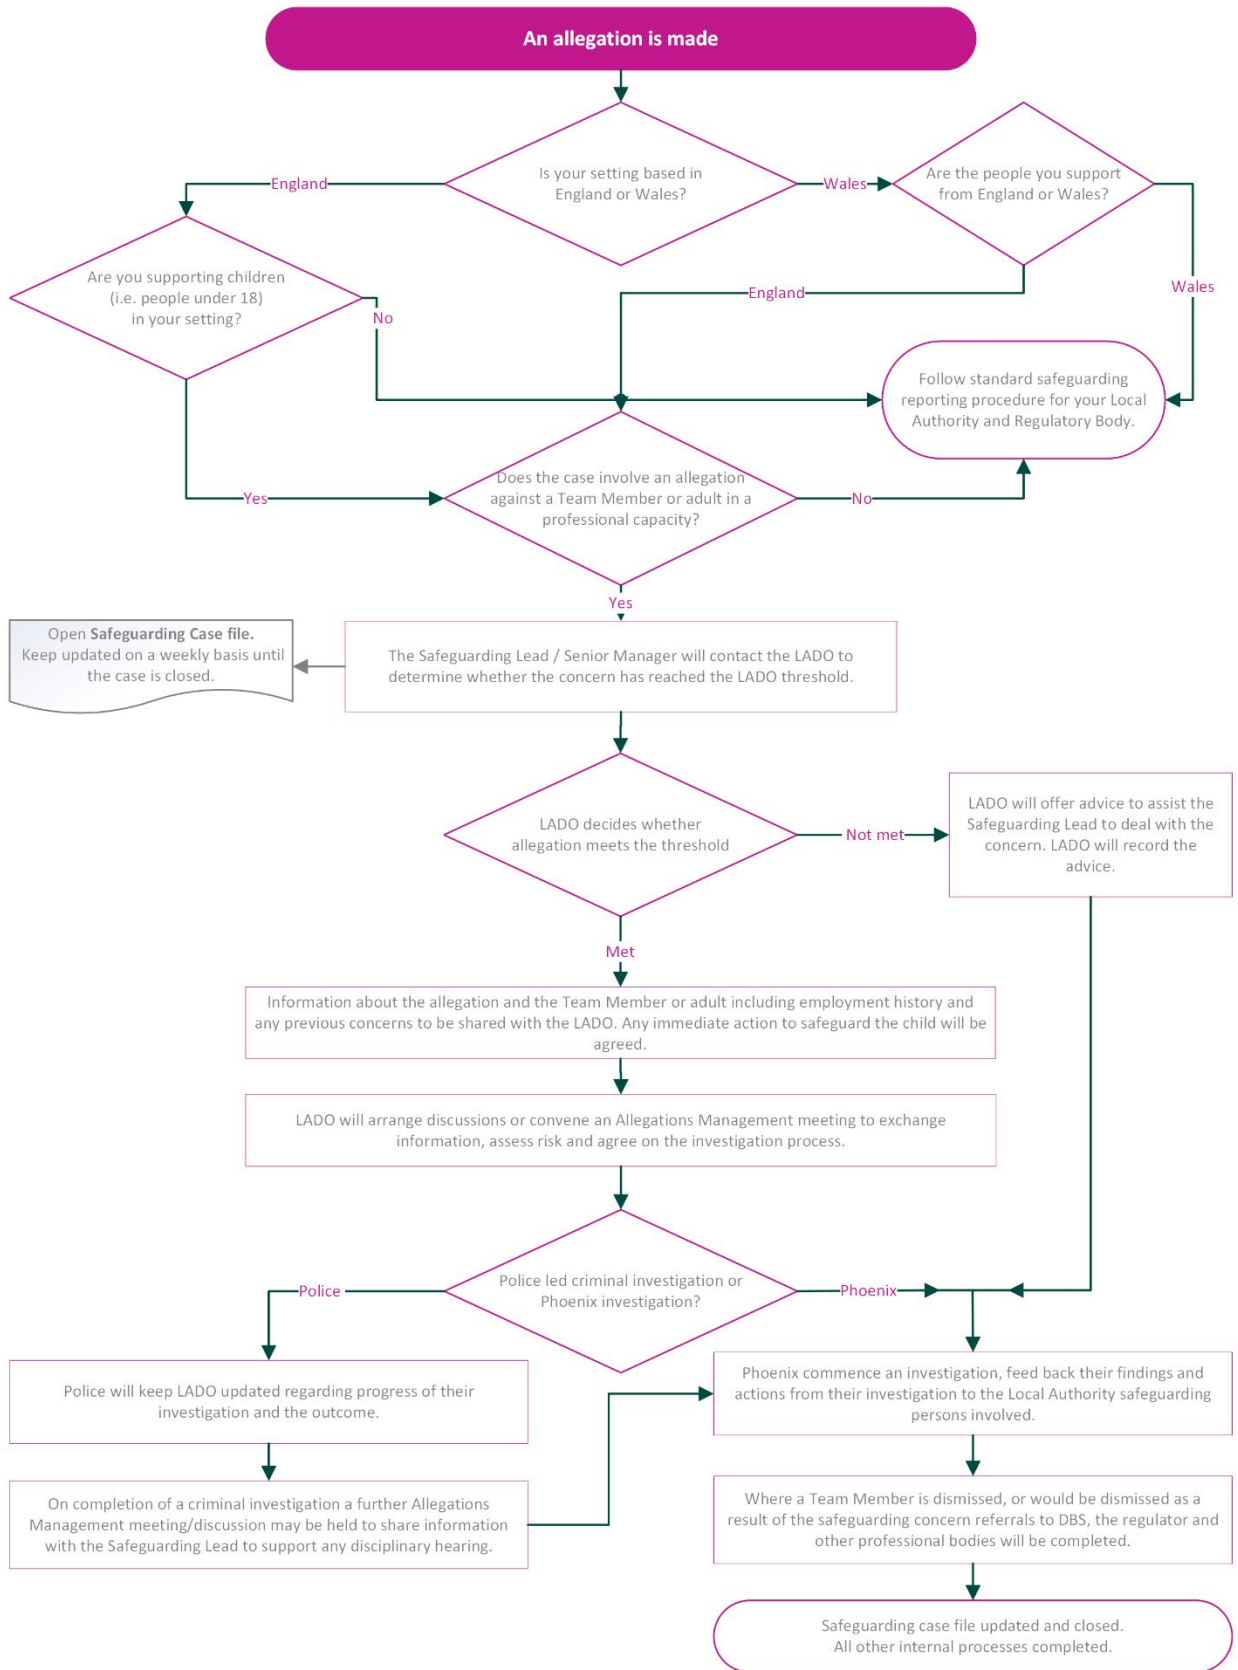 An allegation is made
Is your setting based in
England or Wales?
England
Wales
Are the people you support
from England or Wales?
Are you supporting children
(i.e. people under 18)
in your setting?
No
England
Wales
Follow standard safeguarding
reporting procedure for your Local
Authority and Regulatory Body.
Does the case involve an allegation
against a Team Member or adult in a
professional capacity?
Yes
No
Yes
Open Safeguarding Case file.
Keep updated on a weekly basis until
the case is closed.
The Safeguarding Lead / Senior Manager will contact the LADO to
determine whether the concern has reached the LADO threshold.
LADO decides whether
allegation meets the threshold
Not met
LADO will offer advice to assist the
Safeguarding Lead to deal with the
concern. LADO will record the
advice.
Met
Information about the allegation and the Team Member or adult including employment history and
any previous concerns to be shared with the LADO. Any immediate action to safeguard the child will be
agreed.
LADO will arrange discussions or convene an Allegations Management meeting to exchange
information, assess risk and agree on the investigation process.
Police led criminal investigation or
Phoenix investigation?
Police
Phoenix
Police will keep LADO updated regarding progress of their
investigation and the outcome.
Phoenix commence an investigation, feed back their findings and
actions from their investigation to the Local Authority safeguarding
persons involved.
On completion of a criminal investigation a further Allegations
Management meeting/discussion may be held to share information
with the Safeguarding Lead to support any disciplinary hearing.
Where a Team Member is dismissed, or would be dismissed as a
result of the safeguarding concern referrals to DBS, the regulator and
other professional bodies will be completed.
Safeguarding case file updated and closed.
All other internal processes completed.